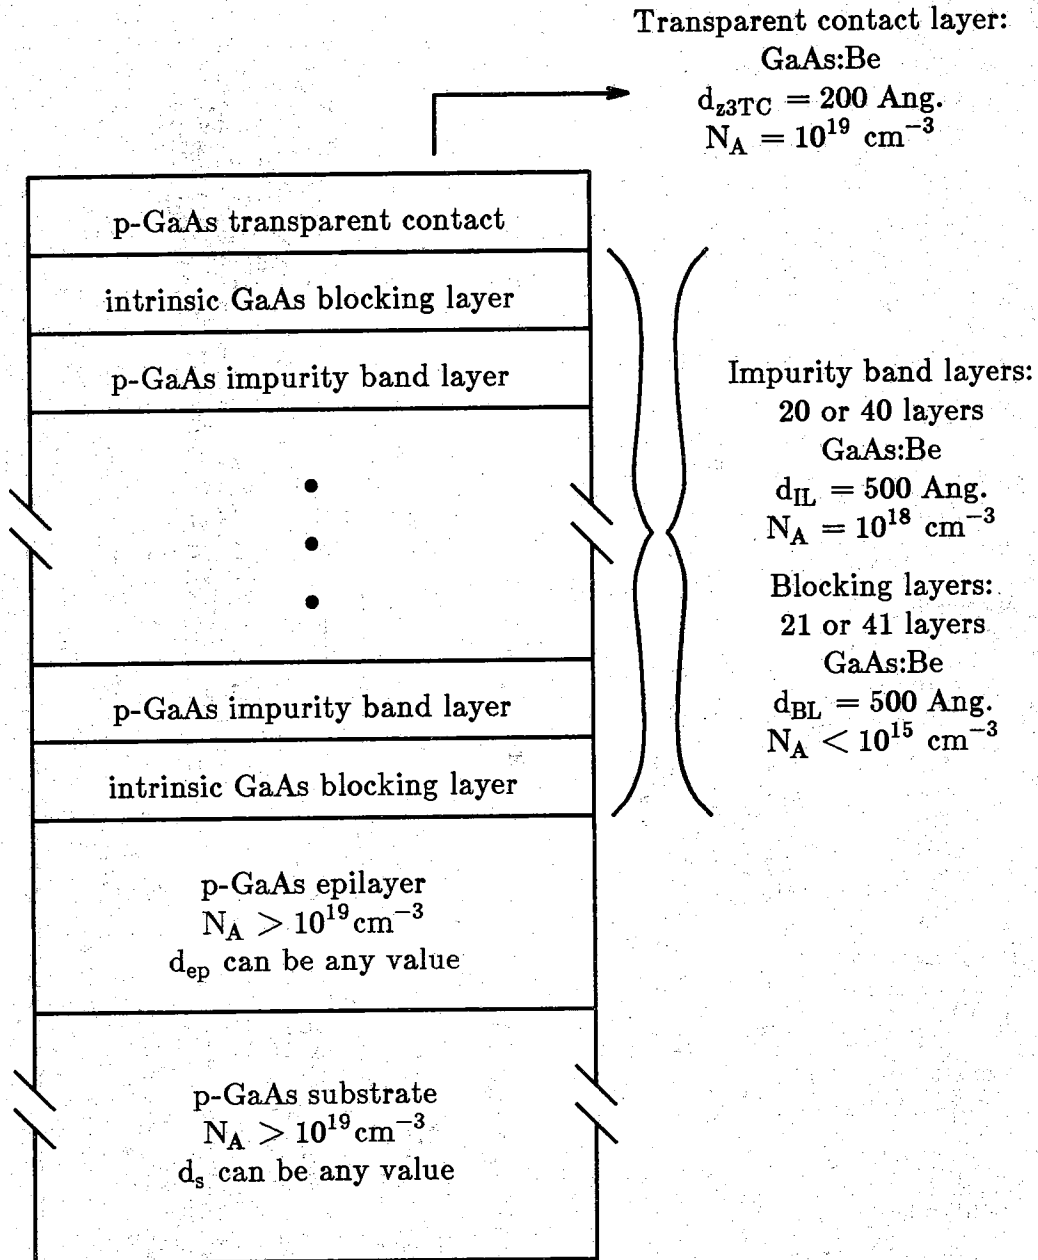 Transparent contact layer:
GaAs:Be
d_z3TC = 200 Ang.
N_A = 10^19 cm^−3
p-GaAs transparent contact
intrinsic GaAs blocking layer
p-GaAs impurity band layer
Impurity band layers:
20 or 40 layers
GaAs:Be
d_IL = 500 Ang.
N_A = 10^18 cm^−3
Blocking layers:
21 or 41 layers
GaAs:Be
d_BL = 500 Ang.
N_A < 10^15 cm^−3
p-GaAs impurity band layer
intrinsic GaAs blocking layer
p-GaAs epilayer
N_A > 10^19 cm^−3
d_ep can be any value
p-GaAs substrate
N_A > 10^19 cm^−3
d_s can be any value